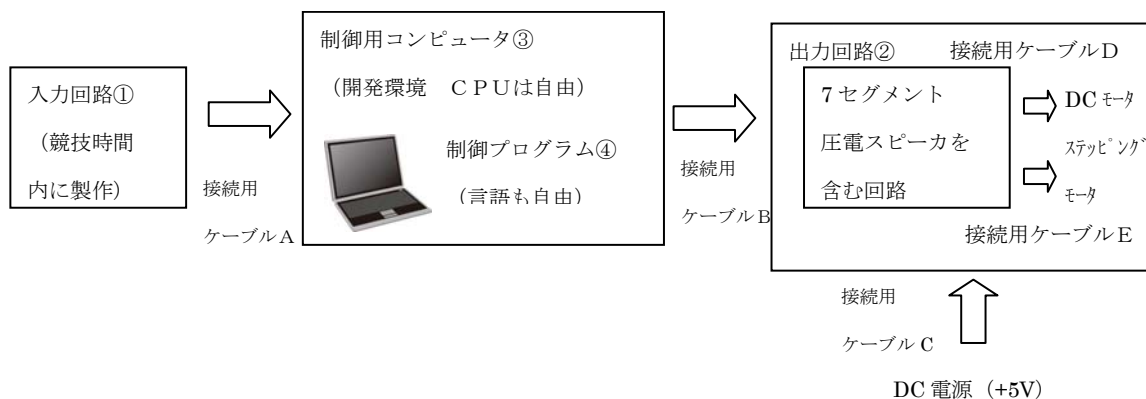 入力回路①
（競技時間
内に製作）
接続用
ケーブルA
制御用コンピュータ③
（開発環境　ＣＰＵは自由）
制御プログラム④
（言語も自由）
接続用
ケーブルＢ
出力回路②
接続用ケーブルＤ
7 セグメント
圧電スピーカを
含む回路
DC ﾓｰﾀ
ｽﾃｯﾋﾟﾝｸﾞ
ﾓｰﾀ
接続用ケーブルＥ
接続用
ケーブル C
DC 電源（+5V）